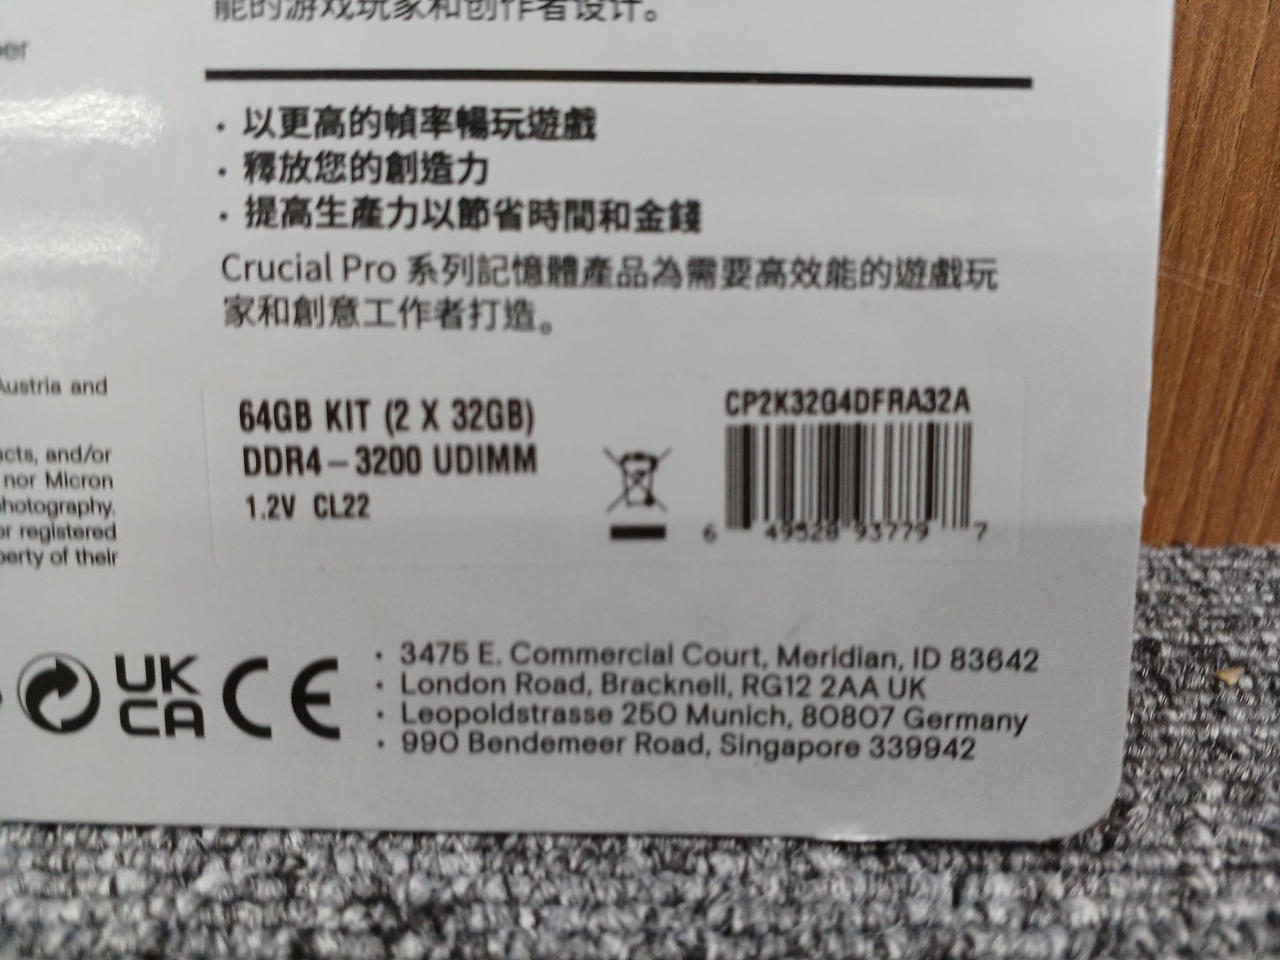 能的游戏玩家和创作者设计。
· 以更高的幀率暢玩遊戲
· 釋放您的創造力
· 提高生產力以節省時間和金錢
Crucial Pro 系列記憶體產品為需要高效能的遊戲玩
家和創意工作者打造。
Austria and
and/or
nor Micron
photography.
or registered
of their
64GB KIT (2 X 32GB)
DDR4-3200 UDIMM
1.2V CL22
CP2K32G4DFRA32A
6 49528 93779 7
UK
CA
CE
· 3475 E. Commercial Court, Meridian, ID 83642
· London Road, Bracknell, RG12 2AA UK
· Leopoldstrasse 250 Munich, 80807 Germany
· 990 Bendemeer Road, Singapore 339942